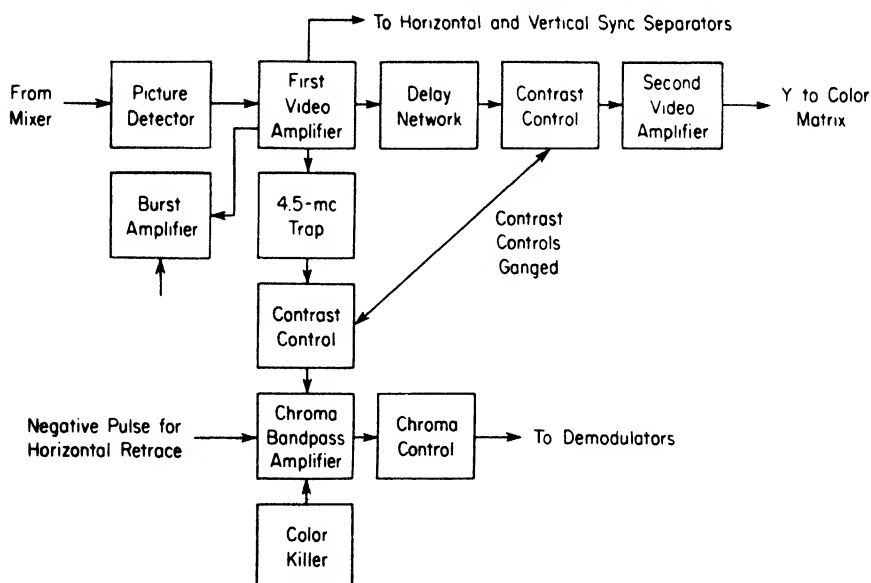 To Horizontal and Vertical Sync Separators
From
Mixer
Picture
Detector
First
Video
Amplifier
Delay
Network
Contrast
Control
Second
Video
Amplifier
Y to Color
Matrix
Burst
Amplifier
4.5-mc
Trap
Contrast
Controls
Ganged
Contrast
Control
Negative Pulse for
Horizontal Retrace
Chroma
Bandpass
Amplifier
Chroma
Control
To Demodulators
Color
Killer